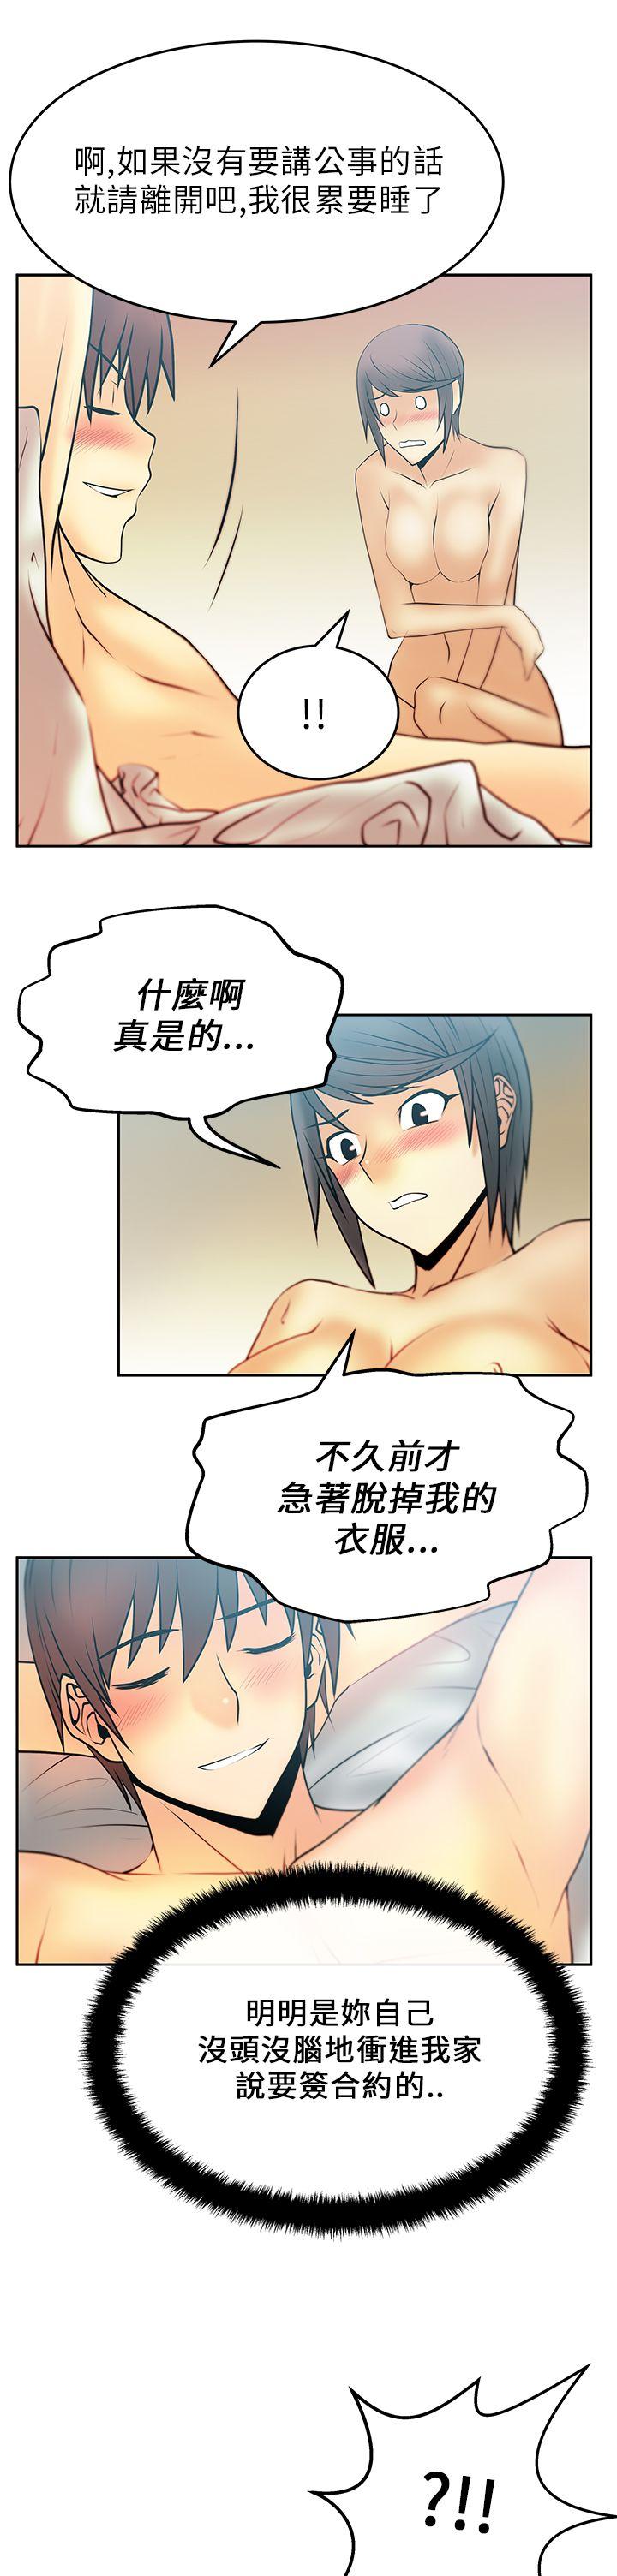 啊,如果沒有要講公事的話
就請離開吧,我很累要睡了
!!
什麼啊
真是的...
不久前才
急著脫掉我的
衣服...
明明是妳自己
沒頭沒腦地衝進我家
說要簽合約的..
?!!